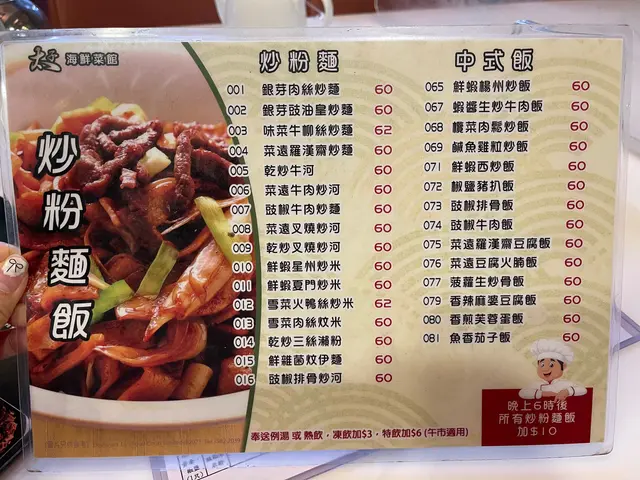 太子 海鮮菜館
炒粉麵飯
炒粉麵
001 銀芽肉絲炒麵 60
002 銀芽豉油皇炒麵 60
003 味菜牛柳絲炒麵 62
004 菜遠羅漢齋炒麵 60
005 乾炒牛河 60
006 菜遠牛肉炒河 60
007 豉椒牛肉炒麵 60
008 菜遠叉燒炒河 60
009 乾炒叉燒炒河 60
010 鮮蝦星州炒米 60
011 鮮蝦夏門炒米 60
012 雪菜火鴨絲炒米 62
013 雪菜肉絲炆米 60
014 乾炒三絲瀨粉 60
015 鮮雜菌炆伊麵 60
016 豉椒排骨炒河 60
中式飯
065 鮮蝦楊州炒飯 60
067 蝦醬生炒牛肉飯 60
068 欖菜肉鬆炒飯 60
069 鹹魚雞粒炒飯 60
071 鮮蝦西炒飯 60
072 椒鹽豬扒飯 60
073 豉椒排骨飯 60
074 豉椒牛肉飯 60
075 菜遠羅漢齋豆腐飯 60
076 菜遠豆腐火腩飯 60
077 菠蘿生炒骨飯 60
079 香辣麻婆豆腐飯 60
080 香煎芙蓉蛋飯 60
081 魚香茄子飯 60
奉送例湯 或 熱飲，凍飲加$3，特飲加$6 (午市適用)
晚上6時後
所有炒粉麵飯
加$10